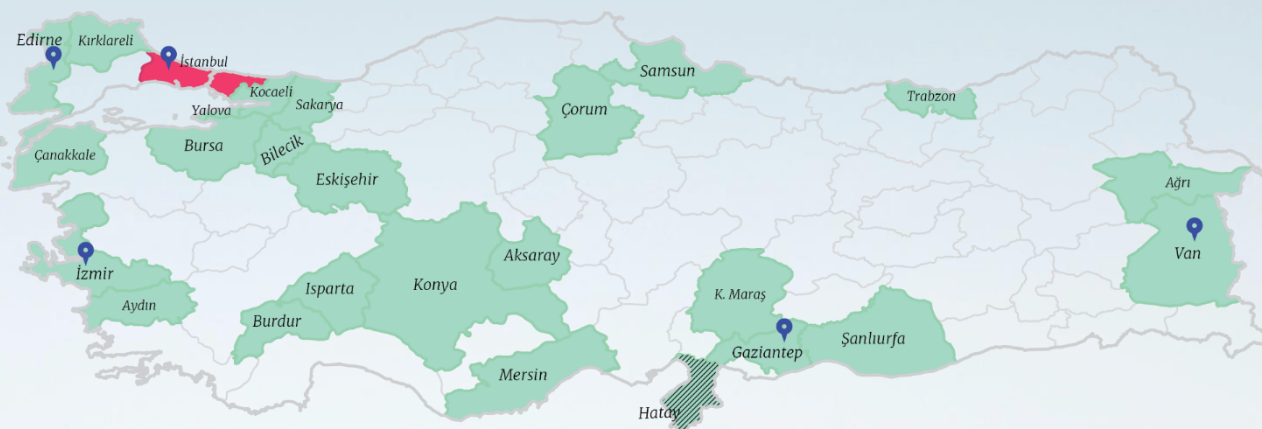 Edirne
Kırklareli
İstanbul
Kocaeli
Sakarya
Yalova
Çanakkale
Bursa
Bilecik
Eskişehir
Samsun
Çorum
Trabzon
Ağrı
Van
İzmir
Aydın
Isparta
Burdur
Konya
Aksaray
Mersin
K. Maraş
Gaziantep
Şanlıurfa
Hatay